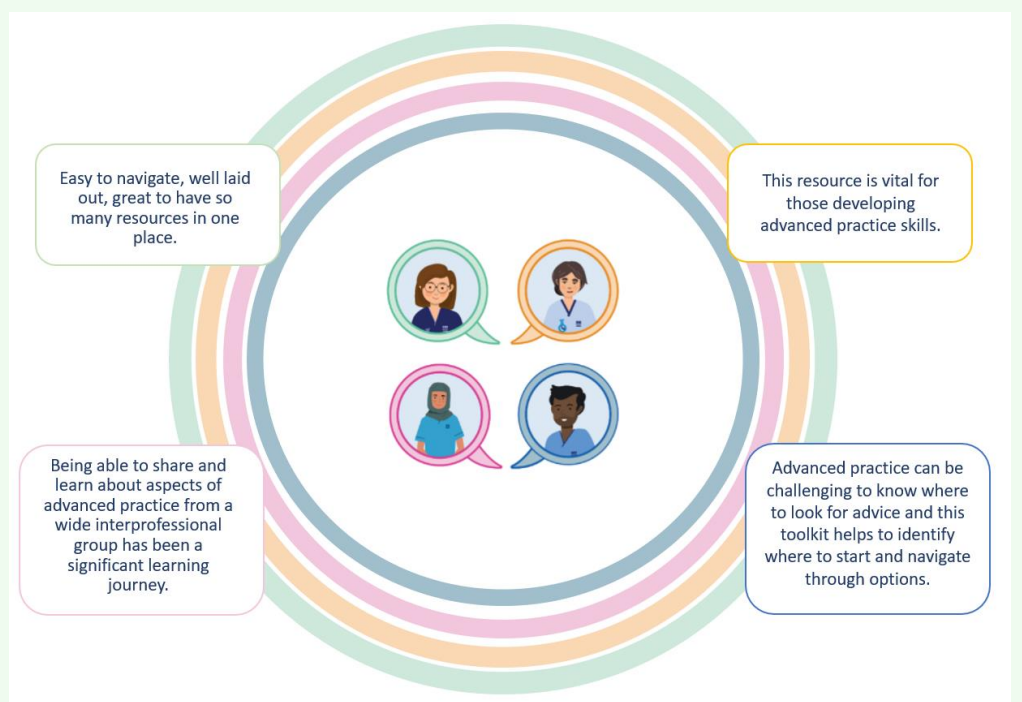 Easy to navigate, well laid
out, great to have so
many resources in one
place.
This resource is vital for
those developing
advanced practice skills.
Being able to share and
learn about aspects of
advanced practice from a
wide interprofessional
group has been a
significant learning
journey.
Advanced practice can be
challenging to know where
to look for advice and this
toolkit helps to identify
where to start and navigate
through options.